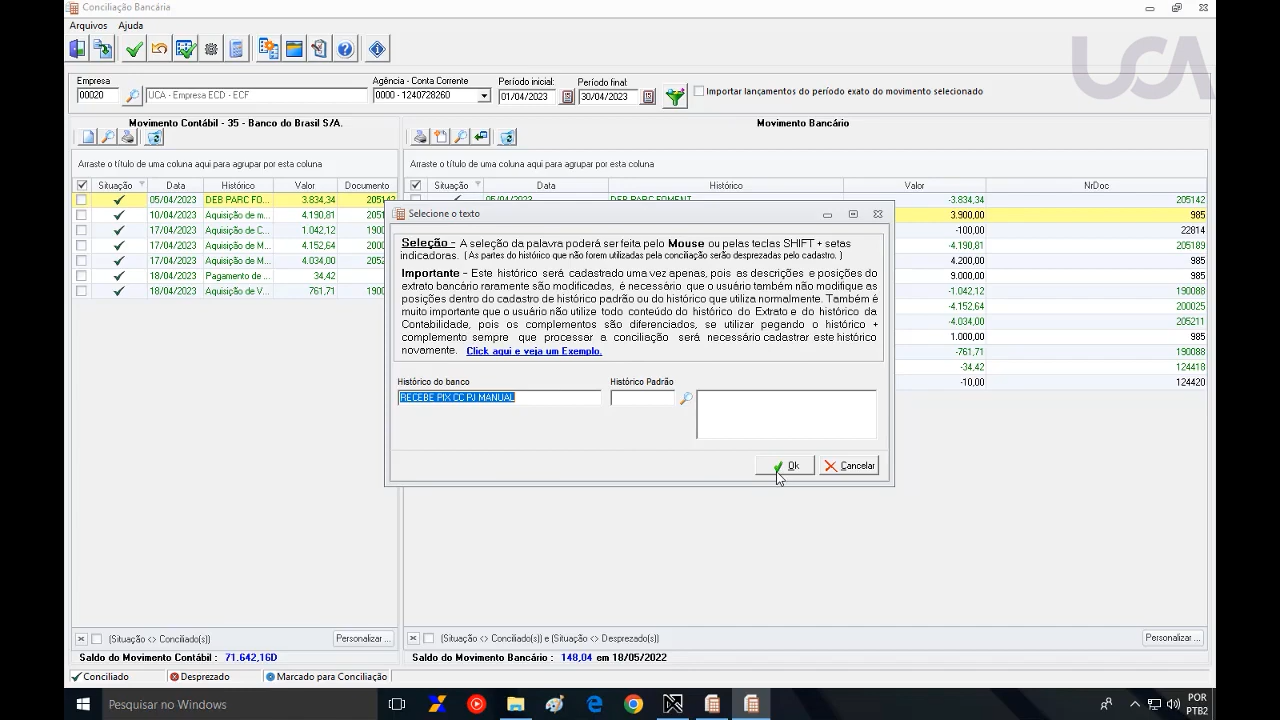 Conciliação Bancária
Arquivos Ajuda
UCA
Empresa
00020
UCA - Empresa ECD - ECF
Agência - Conta Corrente
0000 - 1240728260
Período inicial:
01/04/2023
Período final:
30/04/2023
Importar lançamentos do período exato do movimento selecionado
Movimento Contábil - 35 - Banco do Brasil S/A.
Movimento Bancário
Arraste o título de uma coluna aqui para agrupar por esta coluna
Arraste o título de uma coluna aqui para agrupar por esta coluna
Situação Data Histórico Valor Documento
05/04/2023 DEB PARC FO... 3.834,34 205142
10/04/2023 Aquisição de m... 4.190,81 2051
17/04/2023 Aquisição de C... 1.042,12 1900
17/04/2023 Aquisição de M... 4.152,64 2000
17/04/2023 Aquisição de M... 4.034,00 2052
18/04/2023 Pagamento de ... 34,42
18/04/2023 Aquisição de V... 761,71 1900
Situação Data Histórico Valor NrDoc
05/04/2023 DEB PARC FOMENT -3.834,34 205142
3.900,00 985
-100,00 22814
-4.190,81 205189
4.200,00 985
9.000,00 985
-1.042,12 190088
-4.152,64 200025
-4.034,00 205211
1.000,00 985
-761,71 190088
-34,42 124418
-10,00 124420
Selecione o texto
Seleção - A seleção da palavra poderá ser feita pelo Mouse ou pelas teclas SHIFT + setas
indicadoras. ( As partes do histórico que não forem utilizadas pela conciliação serão desprezadas pelo cadastro. )
Importante - Este histórico será cadastrado uma vez apenas, pois as descrições e posições do
extrato bancário raramente são modificadas, é necessário que o usuário também não modifique as
posições dentro do cadastro de histórico padrão ou do histórico que utiliza normalmente. Também é
muito importante que o usuário não utilize todo conteúdo do histórico do Extrato e do histórico da
Contabilidade, pois os complementos são diferenciados, se utilizar pegando o histórico +
complemento sempre que processar a conciliação será necessário cadastrar este histórico
novamente. Click aqui e veja um Exemplo.
Histórico do banco
RECEBE PIX CC PJ MANUAL
Histórico Padrão
Ok Cancelar
(Situação <> Conciliado(s)) Personalizar ...
(Situação <> Conciliado(s)) e (Situação <> Desprezado(s)) Personalizar ...
Saldo do Movimento Contábil : 71.642,16D
Saldo do Movimento Bancário : 148,04 em 18/05/2022
Conciliado Desprezado Marcado para Conciliação
Pesquisar no Windows
POR
PTB2